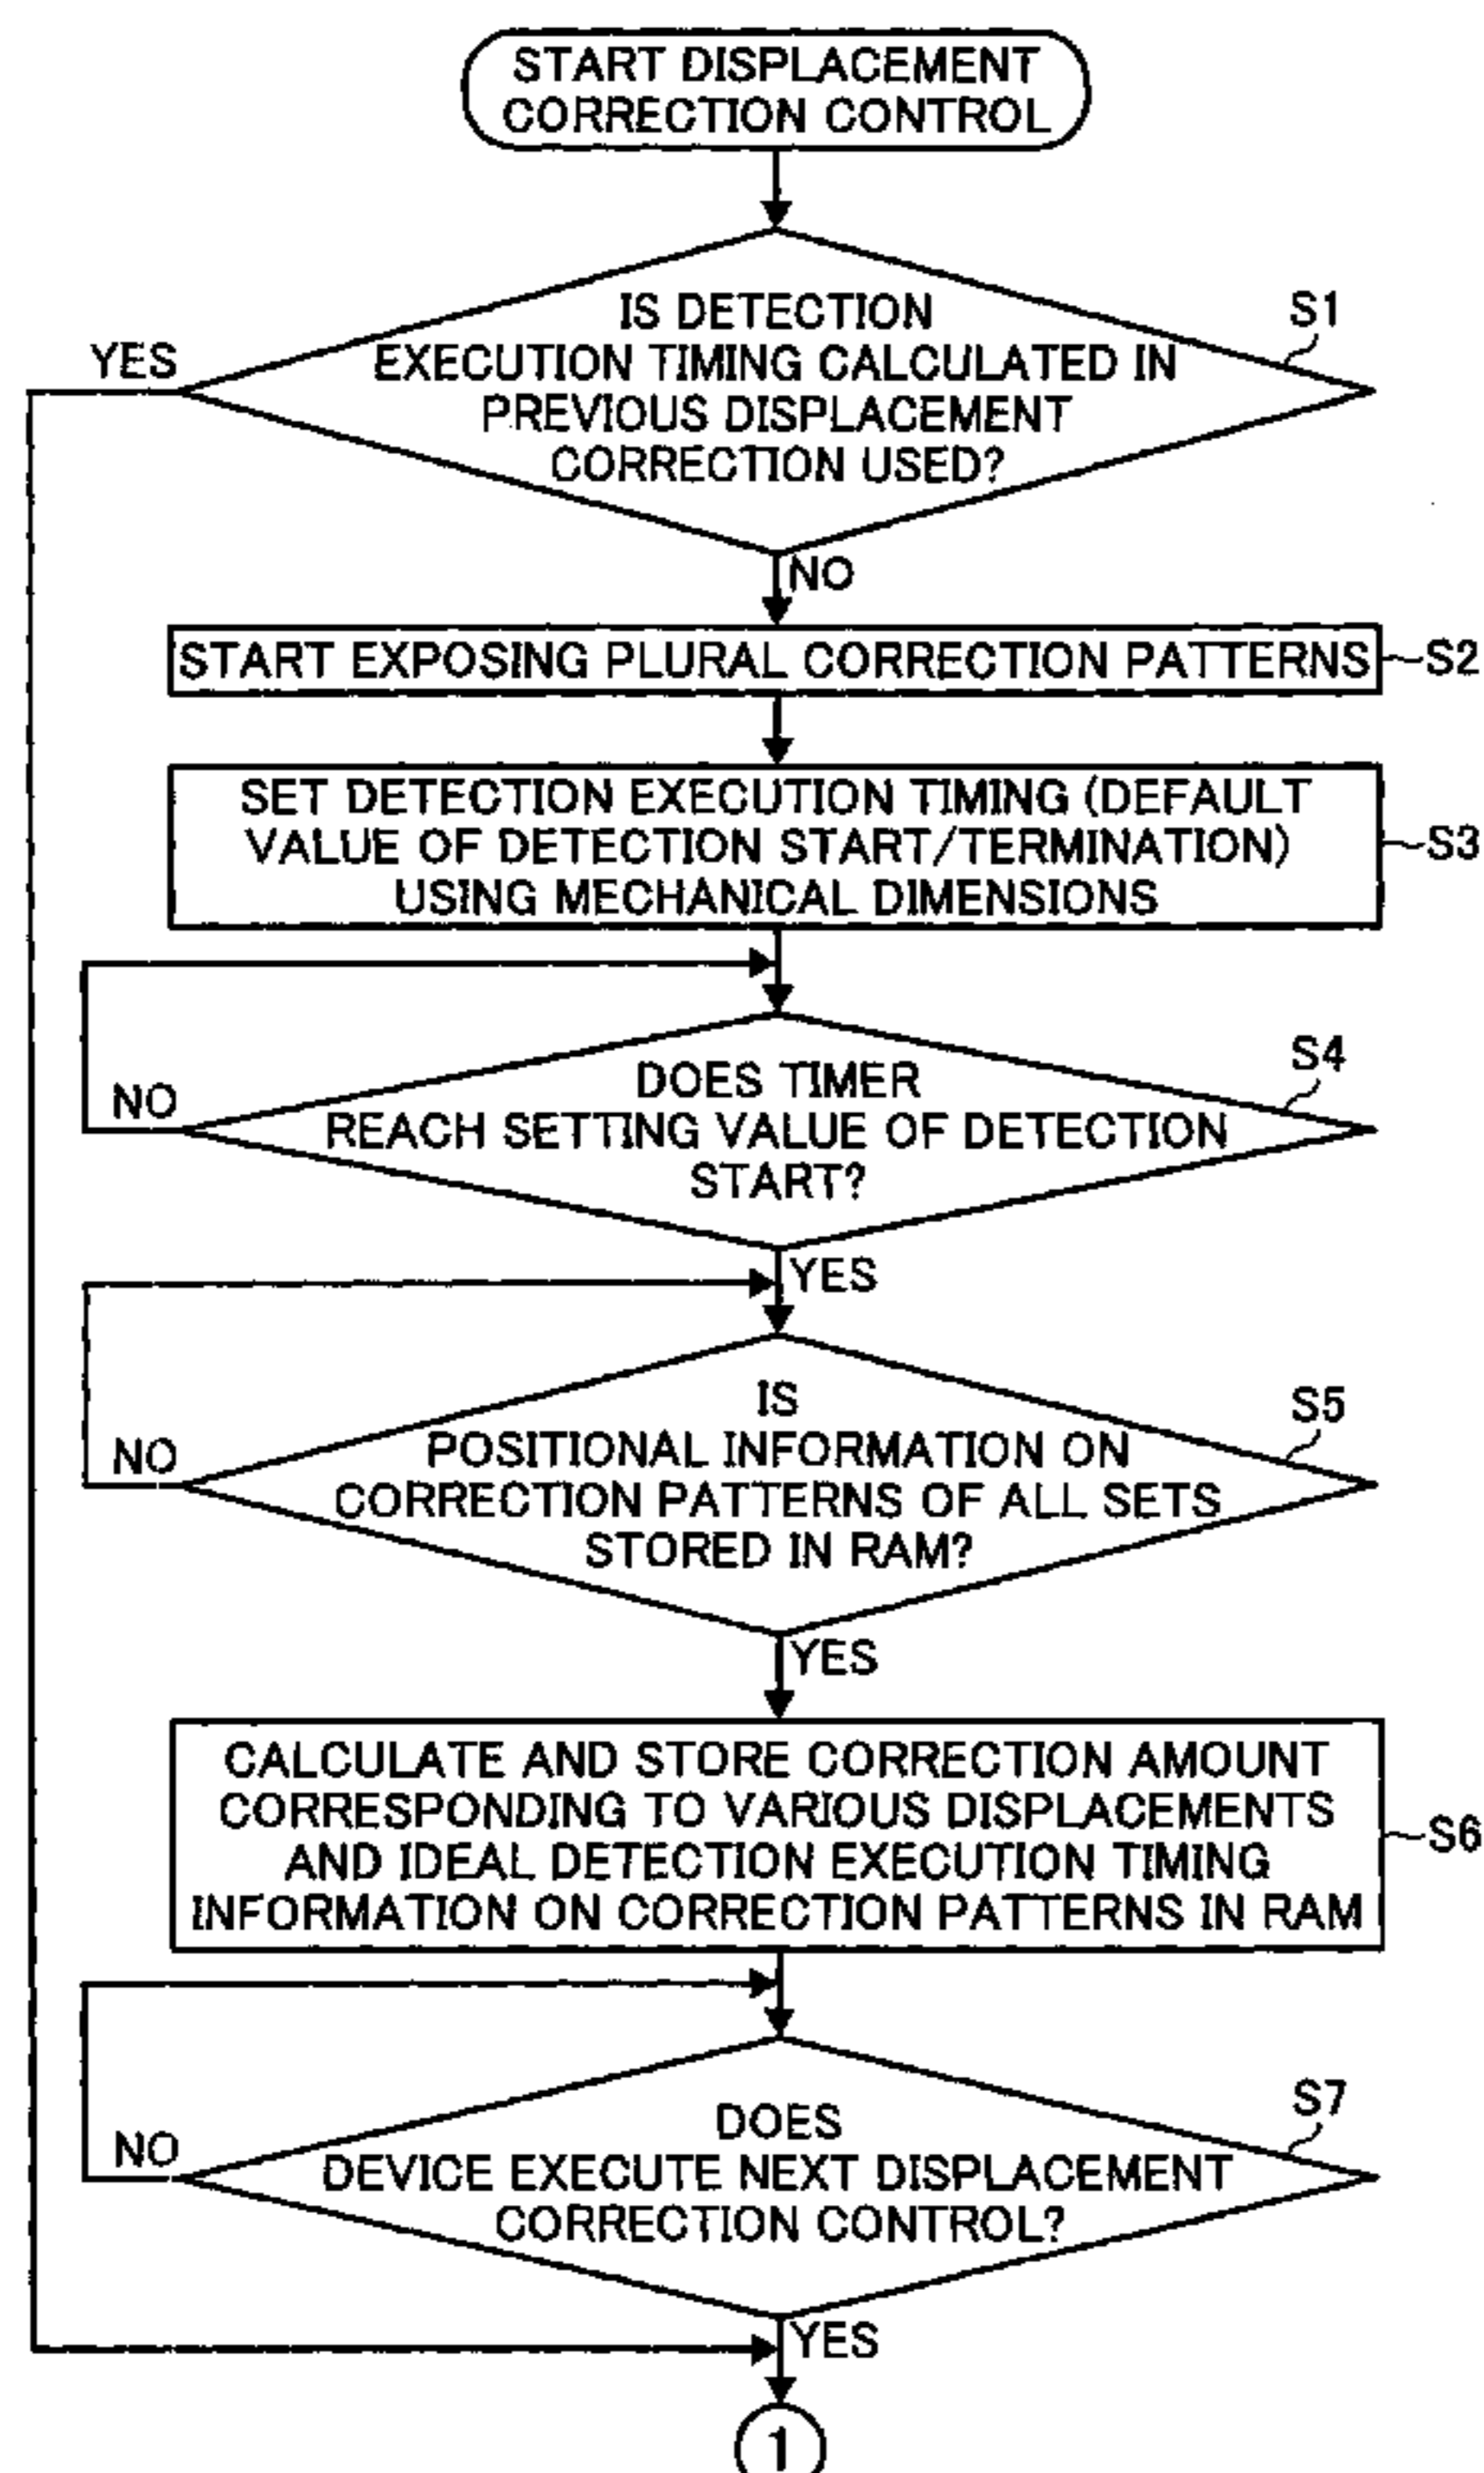 START DISPLACEMENT
CORRECTION CONTROL
IS DETECTION
EXECUTION TIMING CALCULATED IN
PREVIOUS DISPLACEMENT
CORRECTION USED?
S1
YES
NO
START EXPOSING PLURAL CORRECTION PATTERNS
S2
SET DETECTION EXECUTION TIMING (DEFAULT
VALUE OF DETECTION START/TERMINATION)
USING MECHANICAL DIMENSIONS
S3
DOES TIMER
REACH SETTING VALUE OF DETECTION
START?
S4
NO
YES
IS
POSITIONAL INFORMATION ON
CORRECTION PATTERNS OF ALL SETS
STORED IN RAM?
S5
NO
YES
CALCULATE AND STORE CORRECTION AMOUNT
CORRESPONDING TO VARIOUS DISPLACEMENTS
AND IDEAL DETECTION EXECUTION TIMING
INFORMATION ON CORRECTION PATTERNS IN RAM
S6
DOES
DEVICE EXECUTE NEXT DISPLACEMENT
CORRECTION CONTROL?
S7
NO
YES
1